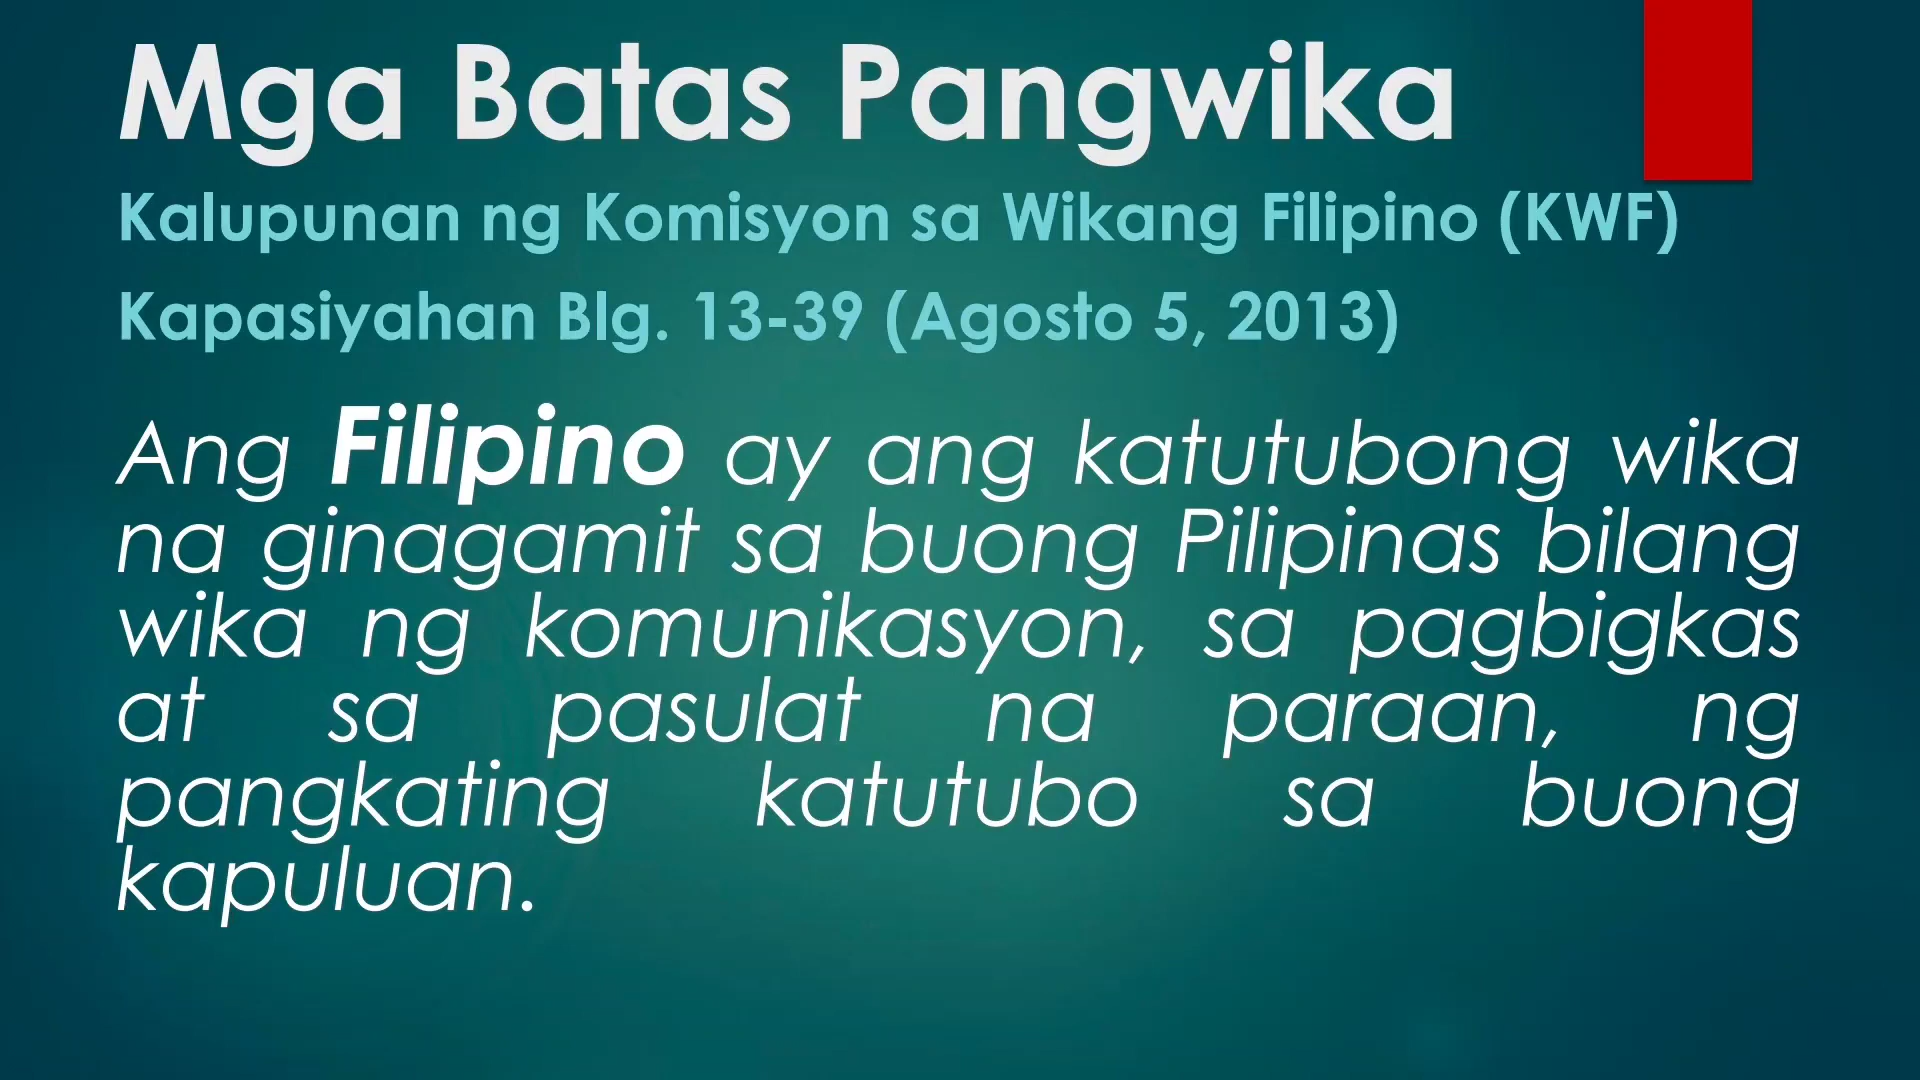 Mga Batas Pangwika
Kalupunan ng Komisyon sa Wikang Filipino (KWF)
Kapasiyahan Blg. 13-39 (Agosto 5, 2013)
Ang Filipino ay ang katutubong wika
na ginagamit sa buong Pilipinas bilang
wika ng komunikasyon, sa pagbigkas
at sa pasulat na paraan, ng
pangkating katutubo sa buong
kapuluan.